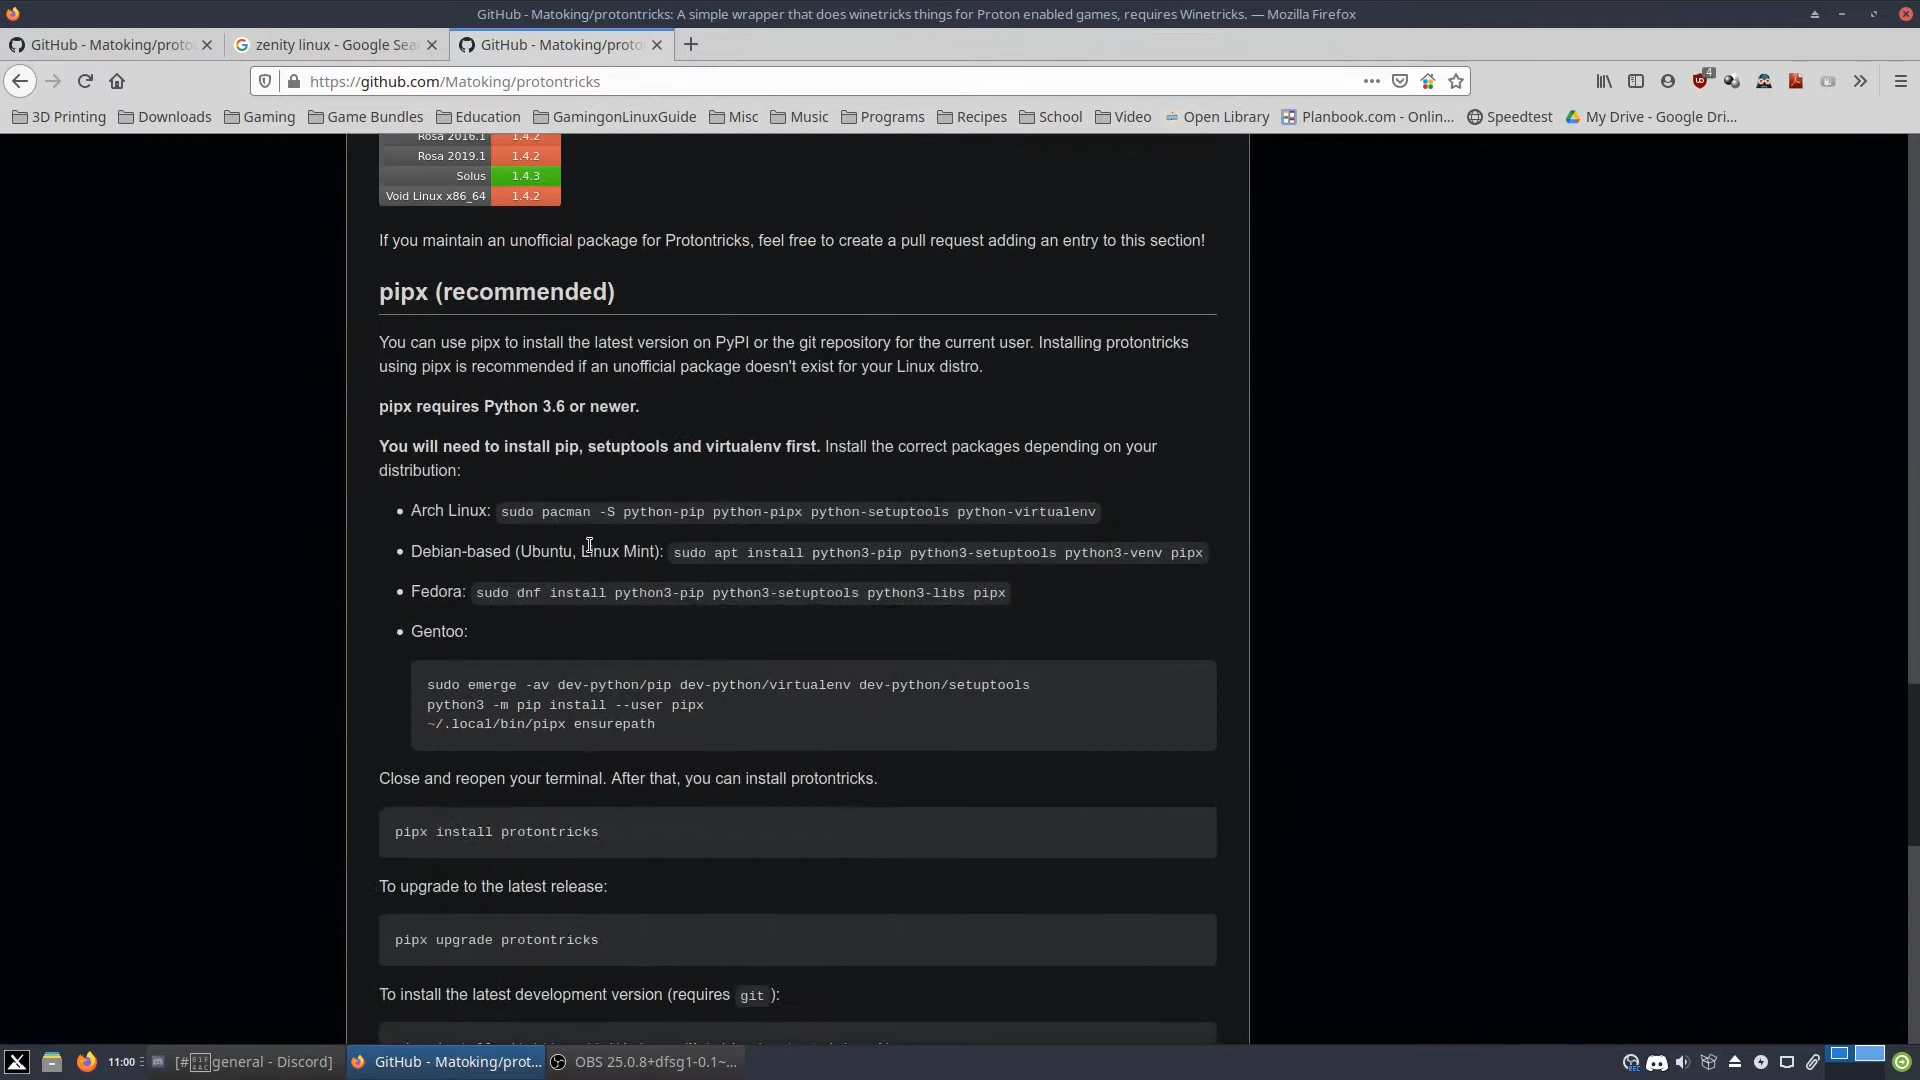 GitHub - Matoking/protontricks: A simple wrapper that does winetricks things for Proton enabled games, requires Winetricks. — Mozilla Firefox
GitHub - Matoking/proto
zenity linux - Google Sea
GitHub - Matoking/proto
https://github.com/Matoking/protontricks
4
3D Printing
Downloads
Gaming
Game Bundles
Education
GamingonLinuxGuide
Misc
Music
Programs
Recipes
School
Video
Open Library
Planbook.com - Onlin...
Speedtest
My Drive - Google Dri...
Rosa 2016.1 1.4.2
Rosa 2019.1 1.4.2
Solus 1.4.3
Void Linux x86_64 1.4.2
If you maintain an unofficial package for Protontricks, feel free to create a pull request adding an entry to this section!
pipx (recommended)
You can use pipx to install the latest version on PyPI or the git repository for the current user. Installing protontricks
using pipx is recommended if an unofficial package doesn't exist for your Linux distro.
pipx requires Python 3.6 or newer.
You will need to install pip, setuptools and virtualenv first. Install the correct packages depending on your
distribution:
Arch Linux: sudo pacman -S python-pip python-pipx python-setuptools python-virtualenv
Debian-based (Ubuntu, Linux Mint): sudo apt install python3-pip python3-setuptools python3-venv pipx
Fedora: sudo dnf install python3-pip python3-setuptools python3-libs pipx
Gentoo:
sudo emerge -av dev-python/pip dev-python/virtualenv dev-python/setuptools
python3 -m pip install --user pipx
~/.local/bin/pipx ensurepath
Close and reopen your terminal. After that, you can install protontricks.
pipx install protontricks
To upgrade to the latest release:
pipx upgrade protontricks
To install the latest development version (requires git ):
11:00
[# general - Discord]
GitHub - Matoking/prot...
OBS 25.0.8+dfsg1-0.1~...